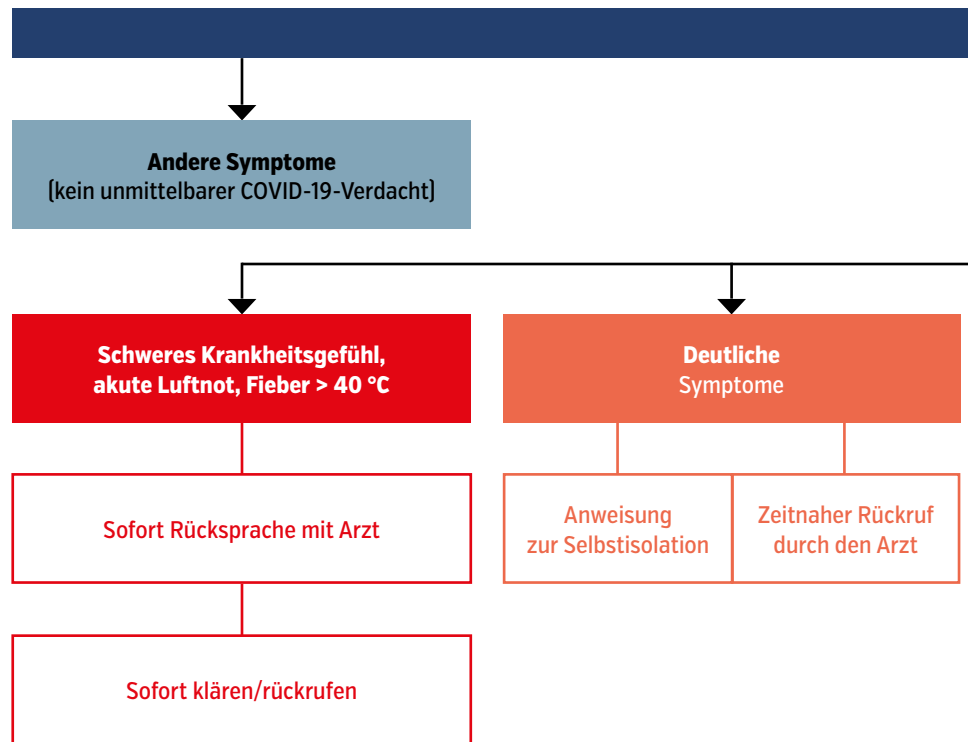 Andere Symptome
(kein unmittelbarer COVID-19-Verdacht)
Schweres Krankheitsgefühl,
akute Luftnot, Fieber > 40 °C
Deutliche
Symptome
Sofort Rücksprache mit Arzt
Anweisung
zur Selbstisolation
Zeitnaher Rückruf
durch den Arzt
Sofort klären/rückrufen